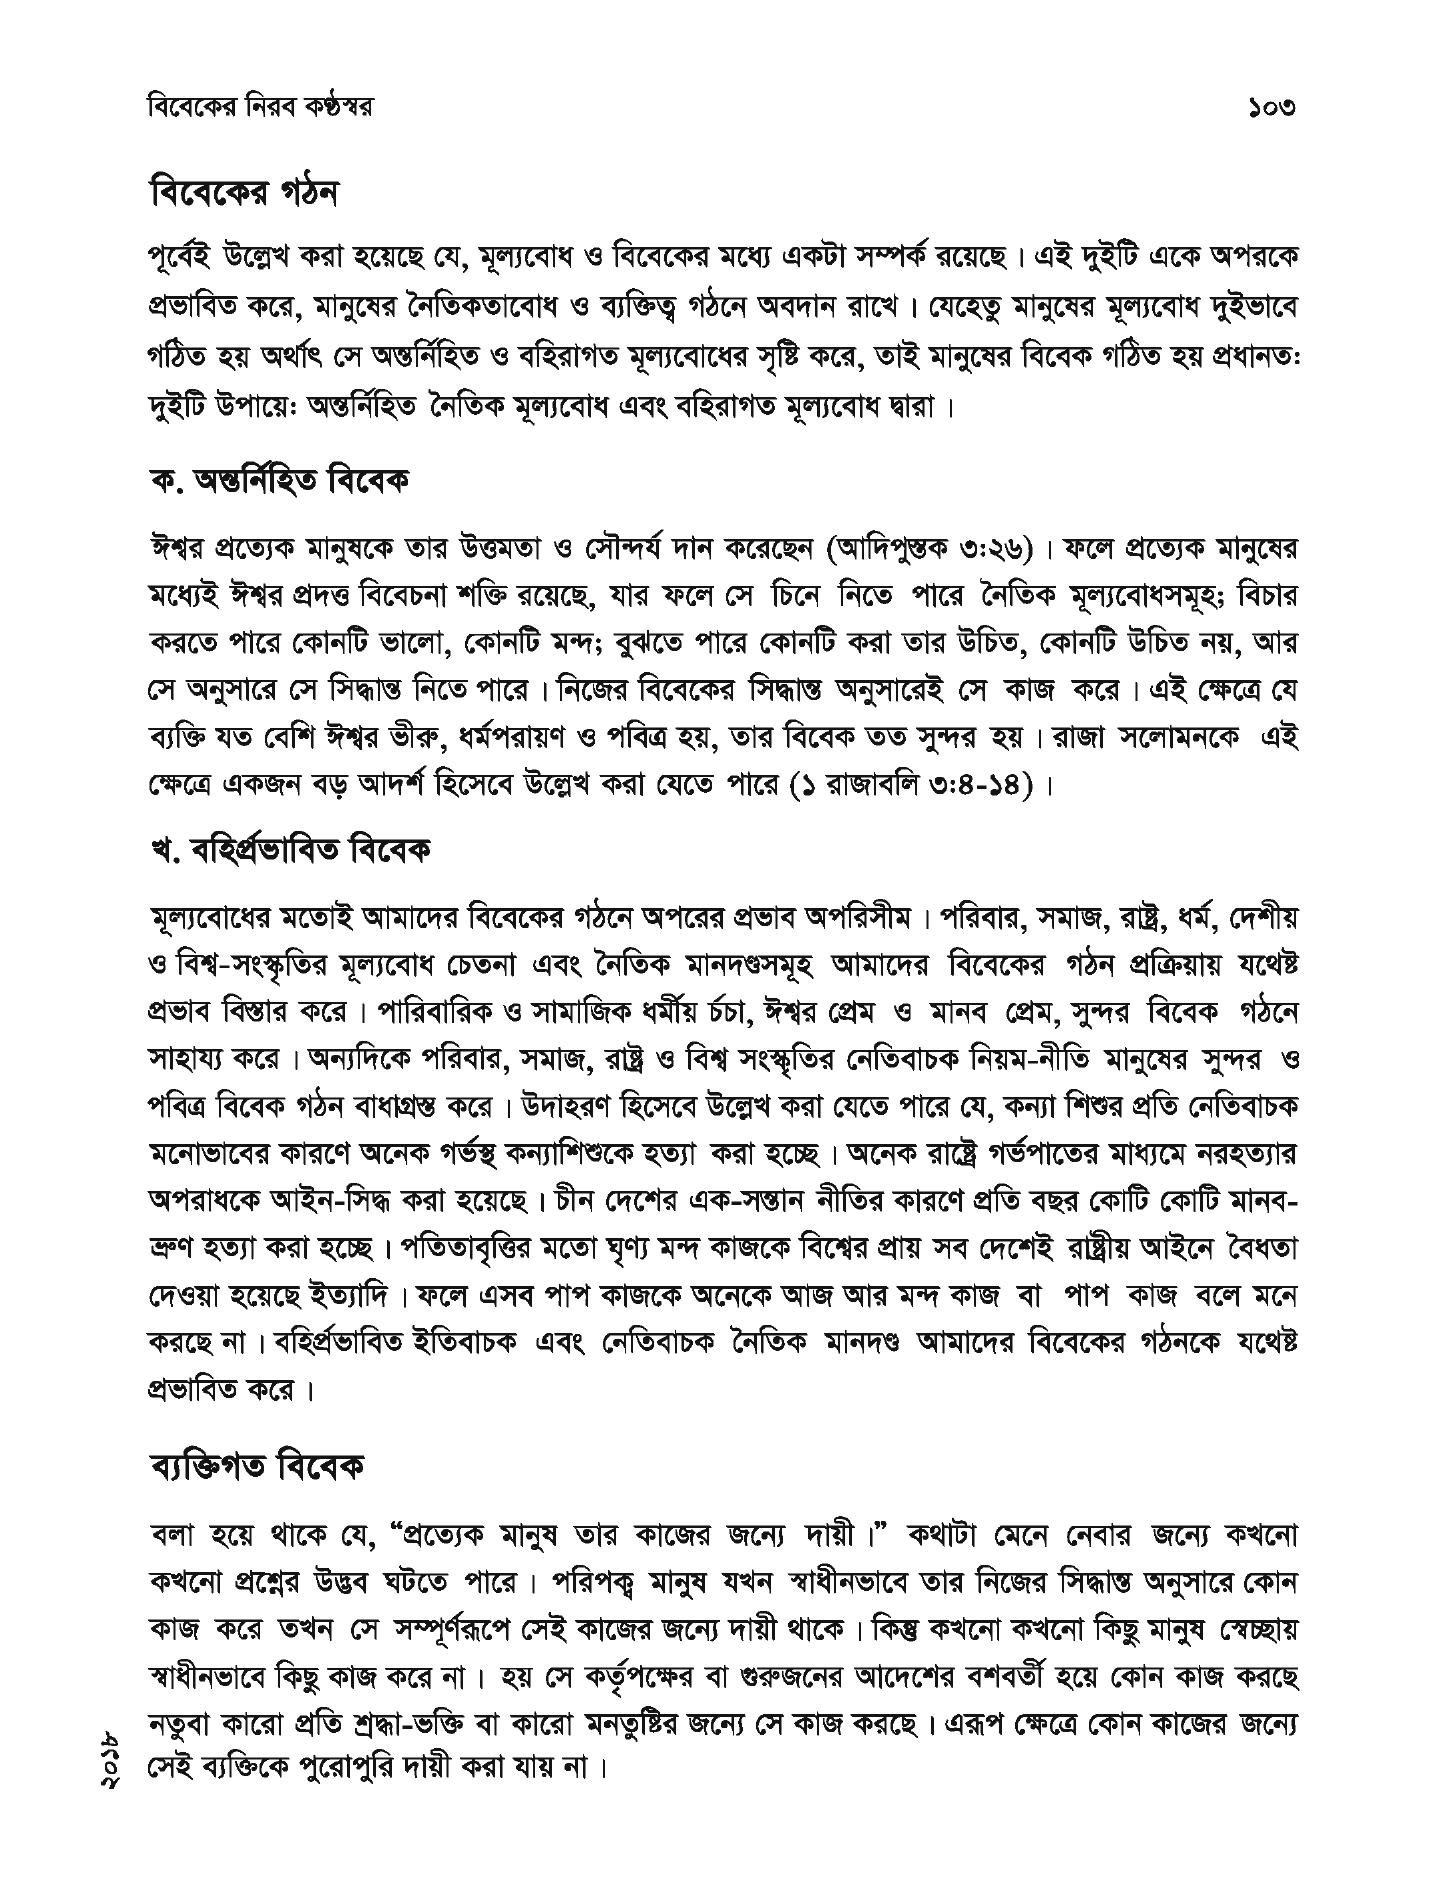 বিবেকের নিরব কণ্ঠস্বর ১০৩
বিবেকের গঠন
পূর্বেই উল্লেখ করা হয়েছে যে, মূল্যবোধ ও বিবেকের মধ্যে একটা সম্পর্ক রয়েছে। এই দুইটি একে অপরকে
প্রভাবিত করে, মানুষের নৈতিকতাবোধ ও ব্যক্তিত্ব গঠনে অবদান রাখে। যেহেতু মানুষের মূল্যবোধ দুইভাবে
গঠিত হয় অর্থাৎ সে অন্তর্নিহিত ও বহিরাগত মূল্যবোধের সৃষ্টি করে, তাই মানুষের বিবেক গঠিত হয় প্রধানত:
দুইটি উপায়ে: অন্তর্নিহিত নৈতিক মূল্যবোধ এবং বহিরাগত মূল্যবোধ দ্বারা।
ক. অন্তর্নিহিত বিবেক
ঈশ্বর প্রত্যেক মানুষকে তার উত্তমতা ও সৌন্দর্য দান করেছেন (আদিপুস্তক ৩:২৬)। ফলে প্রত্যেক মানুষের
মধ্যেই ঈশ্বর প্রদত্ত বিবেচনা শক্তি রয়েছে, যার ফলে সে চিনে নিতে পারে নৈতিক মূল্যবোধসমূহ; বিচার
করতে পারে কোনটি ভালো, কোনটি মন্দ; বুঝতে পারে কোনটি করা তার উচিত, কোনটি উচিত নয়, আর
সে অনুসারে সে সিদ্ধান্ত নিতে পারে। নিজের বিবেকের সিদ্ধান্ত অনুসারেই সে কাজ করে। এই ক্ষেত্রে যে
ব্যক্তি যত বেশি ঈশ্বর ভীরু, ধর্মপরায়ণ ও পবিত্র হয়, তার বিবেক তত সুন্দর হয়। রাজা সলোমনকে এই
ক্ষেত্রে একজন বড় আদর্শ হিসেবে উল্লেখ করা যেতে পারে (১ রাজাবলি ৩:৪-১৪)।
খ. বহির্প্রভাবিত বিবেক
মূল্যবোধের মতোই আমাদের বিবেকের গঠনে অপরের প্রভাব অপরিসীম। পরিবার, সমাজ, রাষ্ট্র, ধর্ম, দেশীয়
ও বিশ্ব-সংস্কৃতির মূল্যবোধ চেতনা এবং নৈতিক মানদণ্ডসমূহ আমাদের বিবেকের গঠন প্রক্রিয়ায় যথেষ্ট
প্রভাব বিস্তার করে। পারিবারিক ও সামাজিক ধর্মীয় র্চচা, ঈশ্বর প্রেম ও মানব প্রেম, সুন্দর বিবেক গঠনে
সাহায্য করে। অন্যদিকে পরিবার, সমাজ, রাষ্ট্র ও বিশ্ব সংস্কৃতির নেতিবাচক নিয়ম-নীতি মানুষের সুন্দর ও
পবিত্র বিবেক গঠন বাধাগ্রস্ত করে। উদাহরণ হিসেবে উল্লেখ করা যেতে পারে যে, কন্যা শিশুর প্রতি নেতিবাচক
মনোভাবের কারণে অনেক গর্ভস্থ কন্যাশিশুকে হত্যা করা হচ্ছে। অনেক রাষ্ট্রে গর্ভপাতের মাধ্যমে নরহত্যার
অপরাধকে আইন-সিদ্ধ করা হয়েছে। চীন দেশের এক-সন্তান নীতির কারণে প্রতি বছর কোটি কোটি মানব-
ভ্রুণ হত্যা করা হচ্ছে। পতিতাবৃত্তির মতো ঘৃণ্য মন্দ কাজকে বিশ্বের প্রায় সব দেশেই রাষ্ট্রীয় আইনে বৈধতা
দেওয়া হয়েছে ইত্যাদি। ফলে এসব পাপ কাজকে অনেকে আজ আর মন্দ কাজ বা পাপ কাজ বলে মনে
করছে না। বহির্প্রভাবিত ইতিবাচক এবং নেতিবাচক নৈতিক মানদণ্ড আমাদের বিবেকের গঠনকে যথেষ্ট
প্রভাবিত করে।
ব্যক্তিগত বিবেক
বলা হয়ে থাকে যে, “প্রত্যেক মানুষ তার কাজের জন্যে দায়ী।” কথাটা মেনে নেবার জন্যে কখনো
কখনো প্রশ্নের উদ্ভব ঘটতে পারে। পরিপক্ব মানুষ যখন স্বাধীনভাবে তার নিজের সিদ্ধান্ত অনুসারে কোন
কাজ করে তখন সে সম্পূর্ণরূপে সেই কাজের জন্যে দায়ী থাকে। কিন্তু কখনো কখনো কিছু মানুষ স্বেচ্ছায়
স্বাধীনভাবে কিছু কাজ করে না। হয় সে কর্তৃপক্ষের বা গুরুজনের আদেশের বশবর্তী হয়ে কোন কাজ করছে
নতুবা কারো প্রতি শ্রদ্ধা-ভক্তি বা কারো মনতুষ্টির জন্যে সে কাজ করছে। এরূপ ক্ষেত্রে কোন কাজের জন্যে
সেই ব্যক্তিকে পুরোপুরি দায়ী করা যায় না।
২০১৮